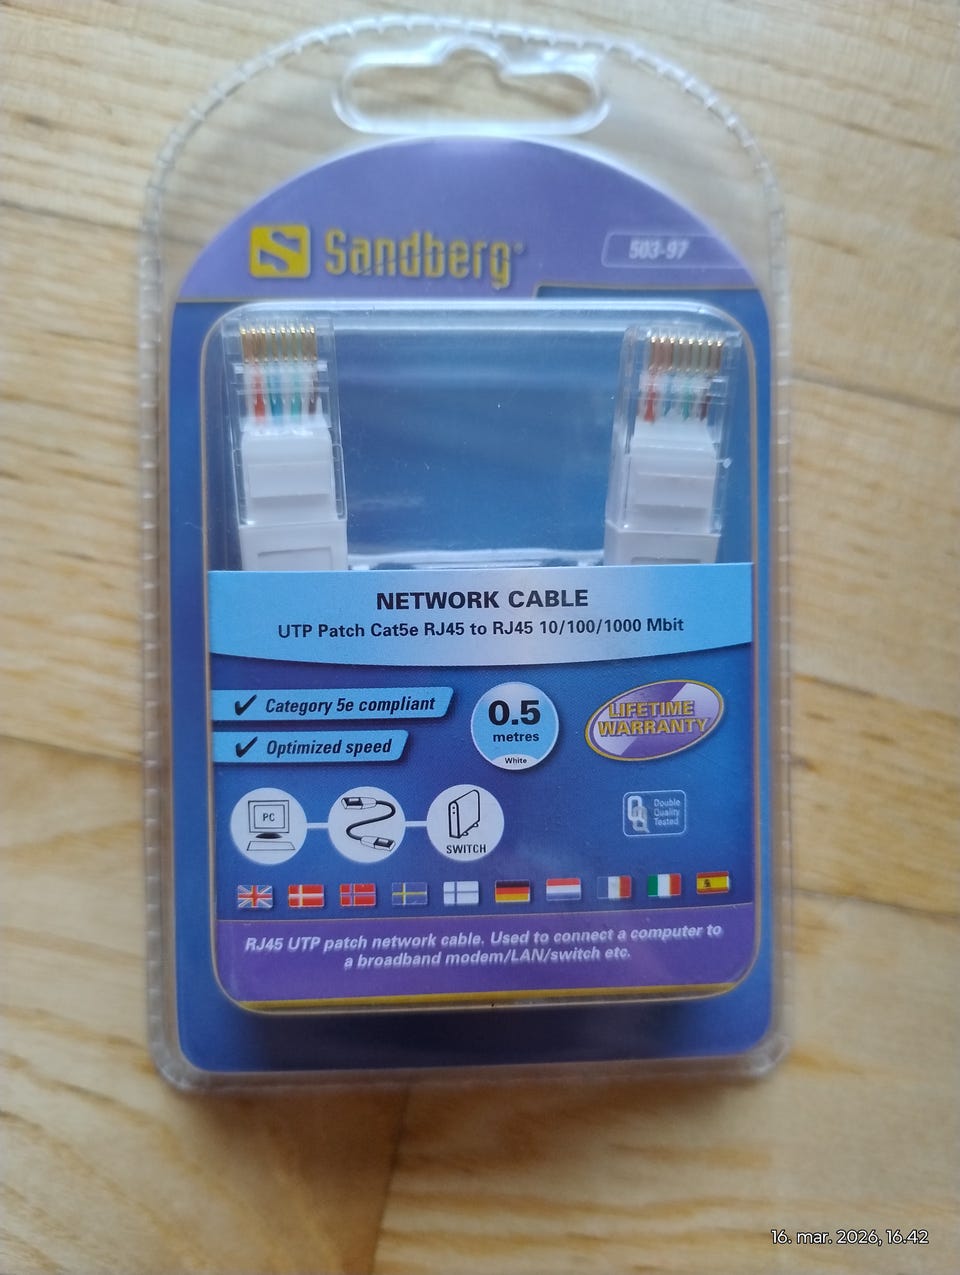 Sandberg®
503-97
NETWORK CABLE
UTP Patch Cat5e RJ45 to RJ45 10/100/1000 Mbit
✔ Category 5e compliant
✔ Optimized speed
0.5
metres
White
LIFETIME
WARRANTY
PC
SWITCH
Double
Quality
Tested
RJ45 UTP patch network cable. Used to connect a computer to
a broadband modem/LAN/switch etc.
16. mar. 2026, 16.42